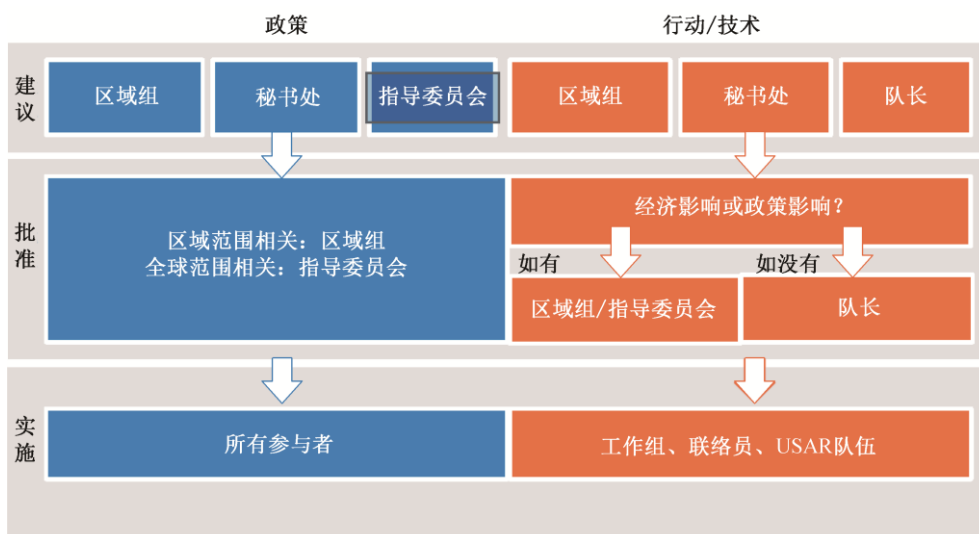 政策
行动/技术
建议
区域组
秘书处
指导委员会
区域组
秘书处
队长
批准
区域范围相关：区域组
全球范围相关：指导委员会
经济影响或政策影响？
如有
如没有
区域组/指导委员会
队长
实施
所有参与者
工作组、联络员、USAR队伍